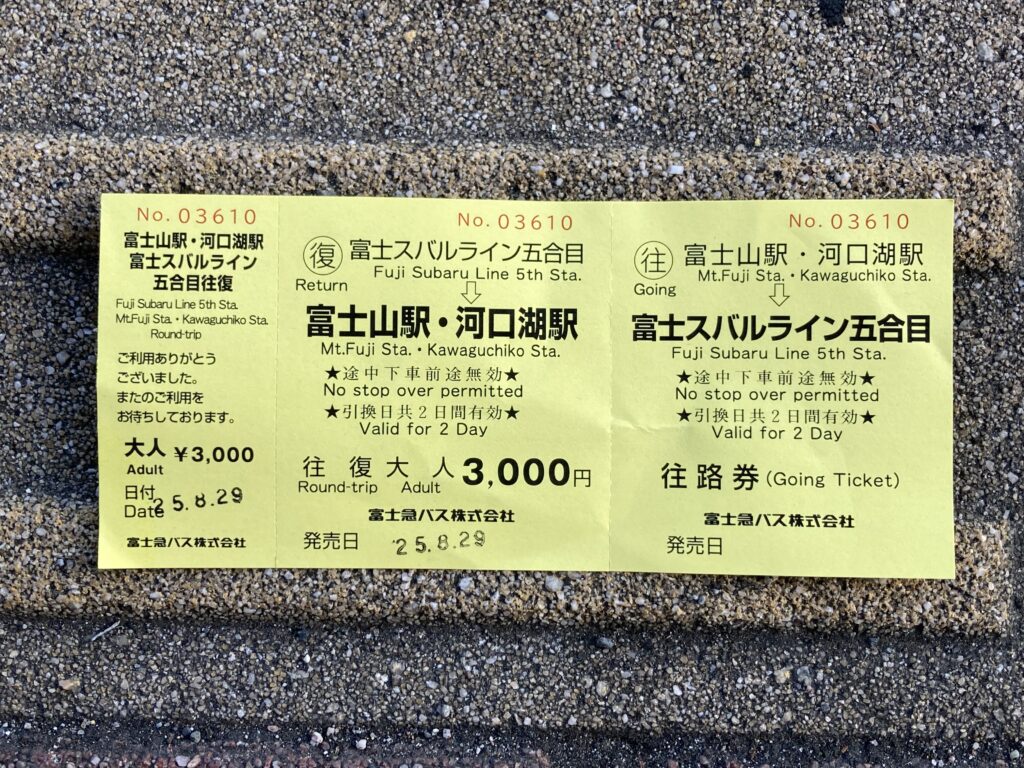 No. 03610
富士山駅・河口湖駅
富士スバルライン
五合目往復
Fuji Subaru Line 5th Sta.
Mt.Fuji Sta.・Kawaguchiko Sta.
Round-trip
ご利用ありがとう
ございました。
またのご利用を
お待ちしております。
大人 ¥3,000
Adult
日付
Date 25.8.29
富士急バス株式会社
No. 03610
復 富士スバルライン五合目
Return Fuji Subaru Line 5th Sta.
⇩
富士山駅・河口湖駅
Mt.Fuji Sta.・Kawaguchiko Sta.
★途中下車前途無効★
No stop over permitted
★引換日共2日間有効★
Valid for 2 Day
往復大人 3,000円
Round-trip Adult
富士急バス株式会社
発売日 25.8.29
No. 03610
往 富士山駅・河口湖駅
Going Mt.Fuji Sta.・Kawaguchiko Sta.
⇩
富士スバルライン五合目
Fuji Subaru Line 5th Sta.
★途中下車前途無効★
No stop over permitted
★引換日共2日間有効★
Valid for 2 Day
往路券 (Going Ticket)
富士急バス株式会社
発売日